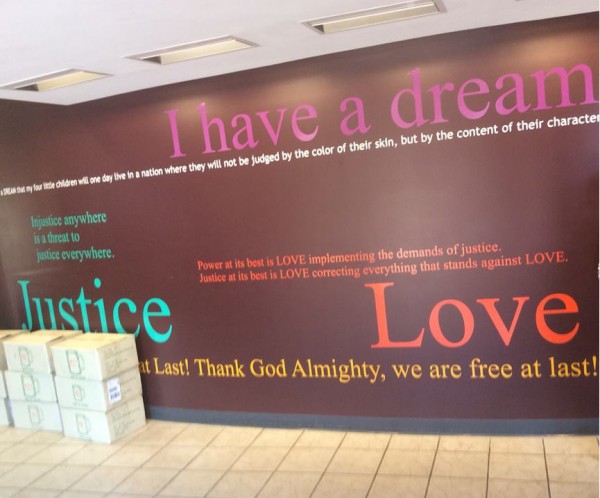 I have a dream
a DREAM that my four little children will one day live in a nation where they will not be judged by the color of their skin, but by the content of their character
Injustice anywhere
is a threat to
justice everywhere.
Power at its best is LOVE implementing the demands of justice.
Justice at its best is LOVE correcting everything that stands against LOVE.
Justice
Love
at Last! Thank God Almighty, we are free at last!